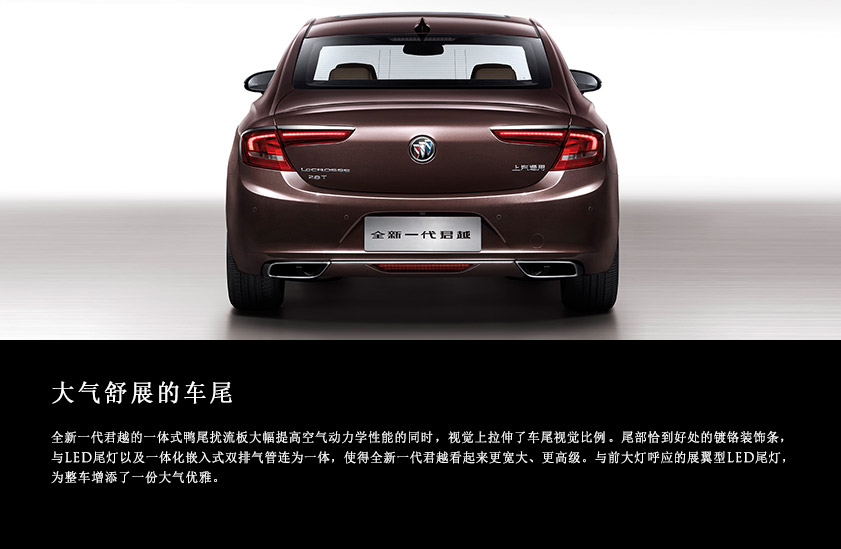 LACROSSE
28T
上汽通用
全新一代君越
大气舒展的车尾
全新一代君越的一体式鸭尾扰流板大幅提高空气动力学性能的同时，视觉上拉伸了车尾视觉比例。尾部恰到好处的镀铬装饰条，
与LED尾灯以及一体化嵌入式双排气管连为一体，使得全新一代君越看起来更宽大、更高级。与前大灯呼应的展翼型LED尾灯，
为整车增添了一份大气优雅。